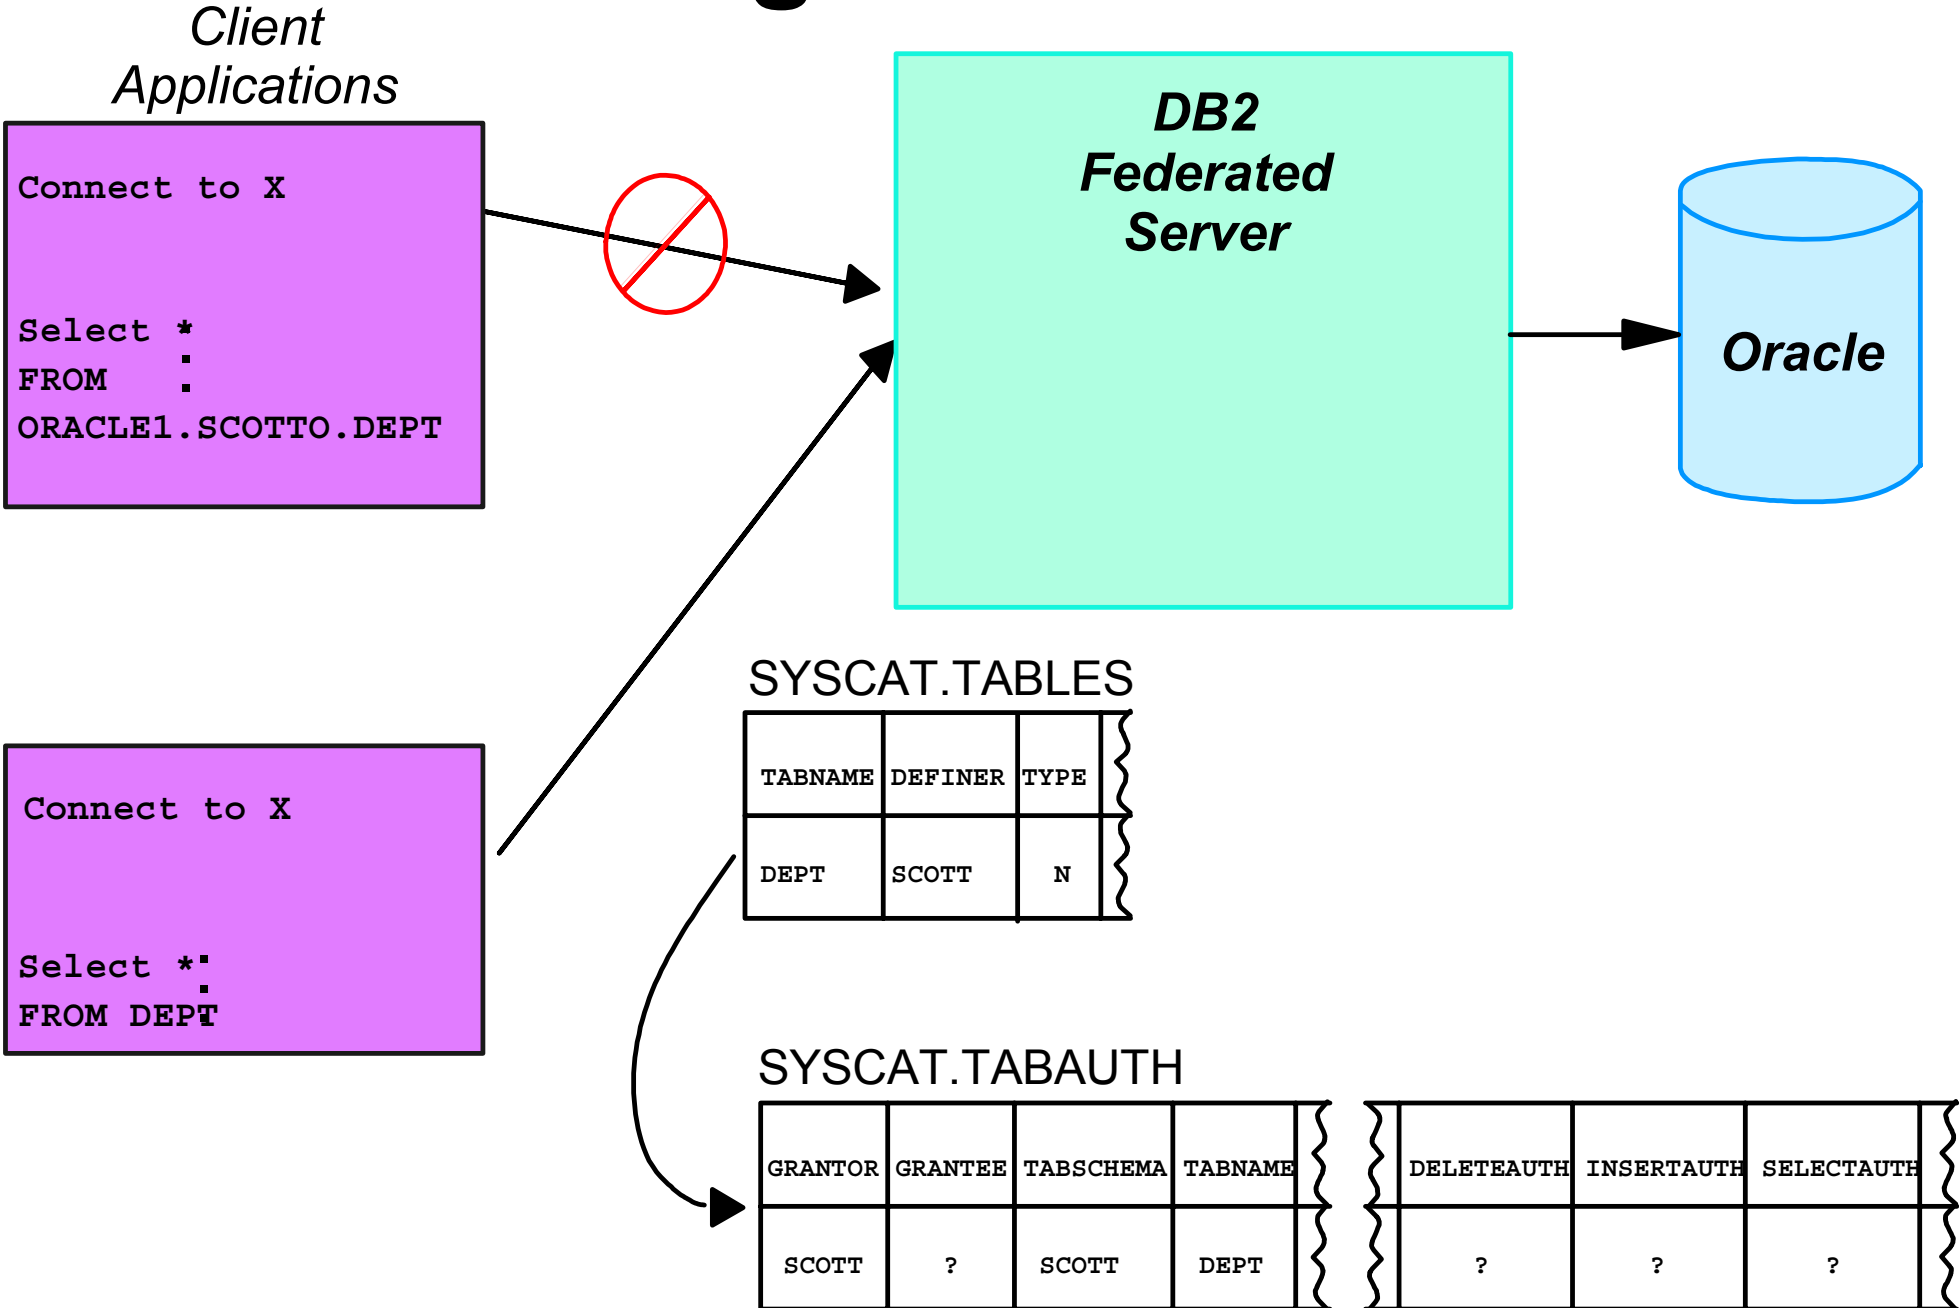 Client
Applications
Connect to X
Select *
FROM
ORACLE1.SCOTTO.DEPT
DB2
Federated
Server
Oracle
Connect to X
Select *
FROM DEPT
SYSCAT.TABLES
TABNAME DEFINER TYPE
DEPT SCOTT N
SYSCAT.TABAUTH
GRANTOR GRANTEE TABSCHEMA TABNAME DELETEAUTH INSERTAUTH SELECTAUTH
SCOTT ? SCOTT DEPT ? ? ?